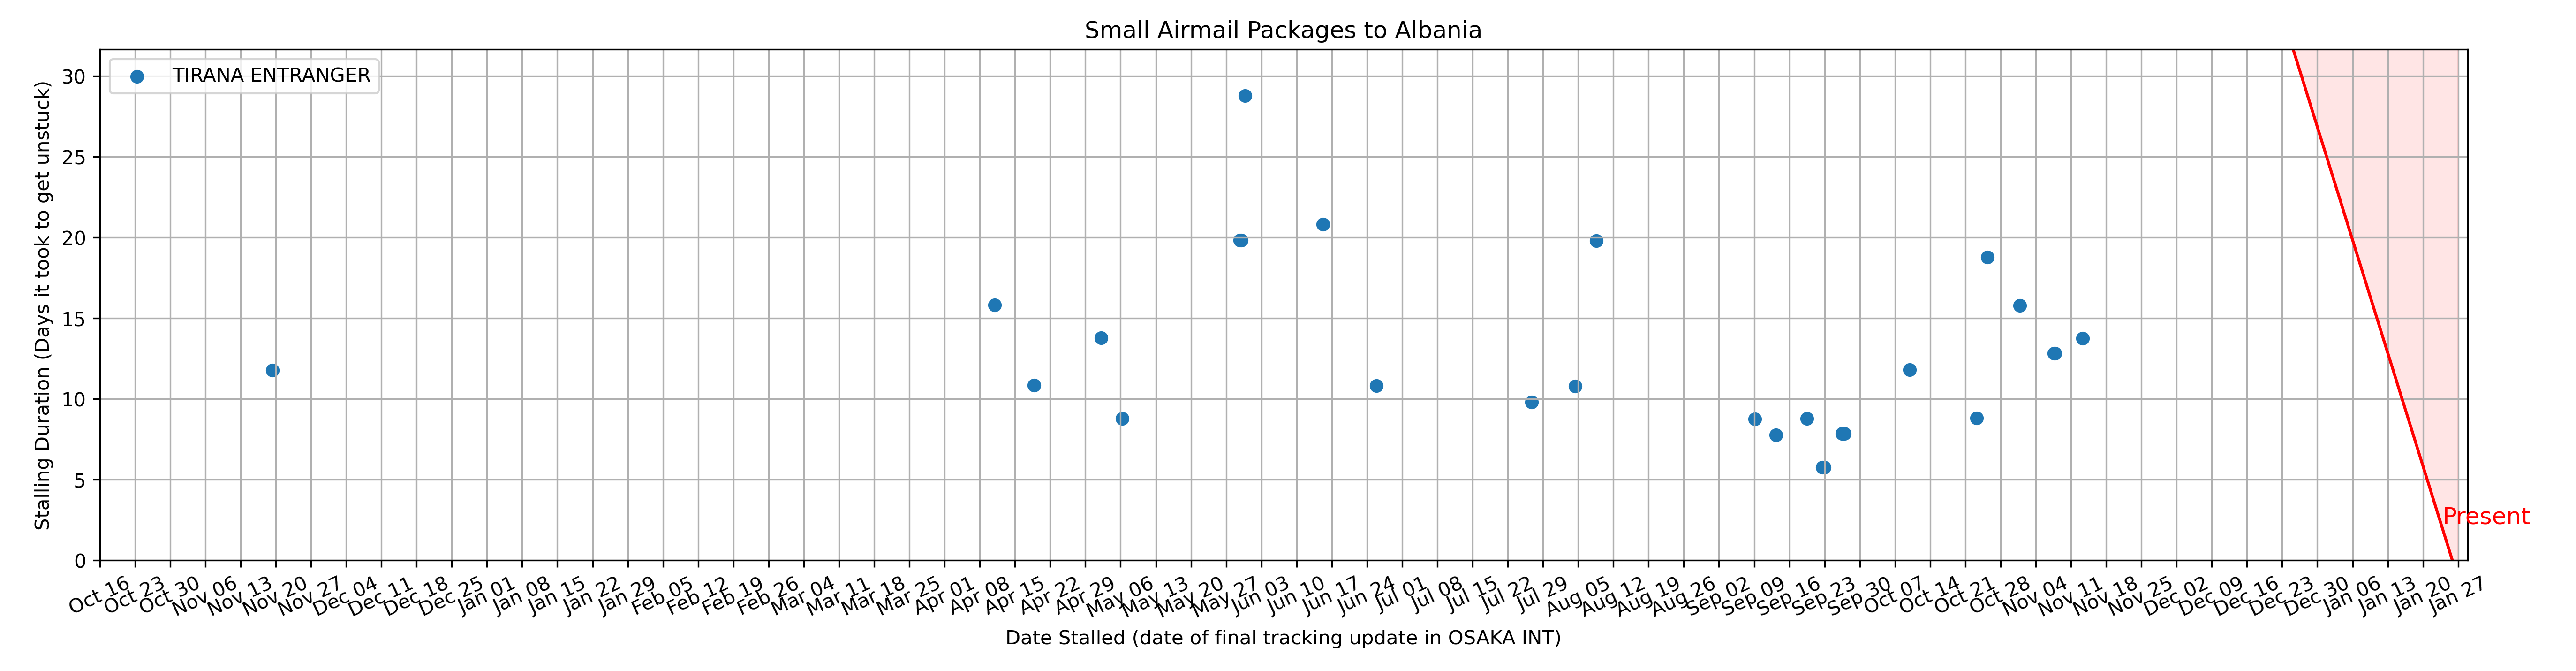 Small Airmail Packages to Albania
TIRANA ENTRANGER
Stalling Duration (Days it took to get unstuck)
30
25
20
15
10
5
0
Present
Oct 16
Oct 23
Oct 30
Nov 06
Nov 13
Nov 20
Nov 27
Dec 04
Dec 11
Dec 18
Dec 25
Jan 01
Jan 08
Jan 15
Jan 22
Jan 29
Feb 05
Feb 12
Feb 19
Feb 26
Mar 04
Mar 11
Mar 18
Mar 25
Apr 01
Apr 08
Apr 15
Apr 22
Apr 29
May 06
May 13
May 20
May 27
Jun 03
Jun 10
Jun 17
Jun 24
Jul 01
Jul 08
Jul 15
Jul 22
Jul 29
Aug 05
Aug 12
Aug 19
Aug 26
Sep 02
Sep 09
Sep 16
Sep 23
Sep 30
Oct 07
Oct 14
Oct 21
Oct 28
Nov 04
Nov 11
Nov 18
Nov 25
Dec 02
Dec 09
Dec 16
Dec 23
Dec 30
Jan 06
Jan 13
Jan 20
Jan 27
Date Stalled (date of final tracking update in OSAKA INT)